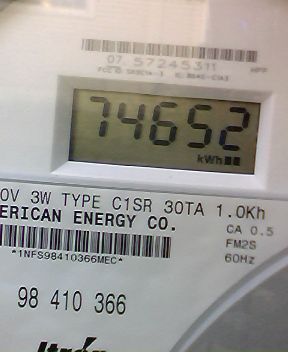 07 57245311
74652
kWh
0V 3W TYPE C1SR 30TA 1.0Kh
ERICAN ENERGY CO.
CA 0.5
FM2S
60Hz
*1NFS98410366MEC*
98 410 366
Itron